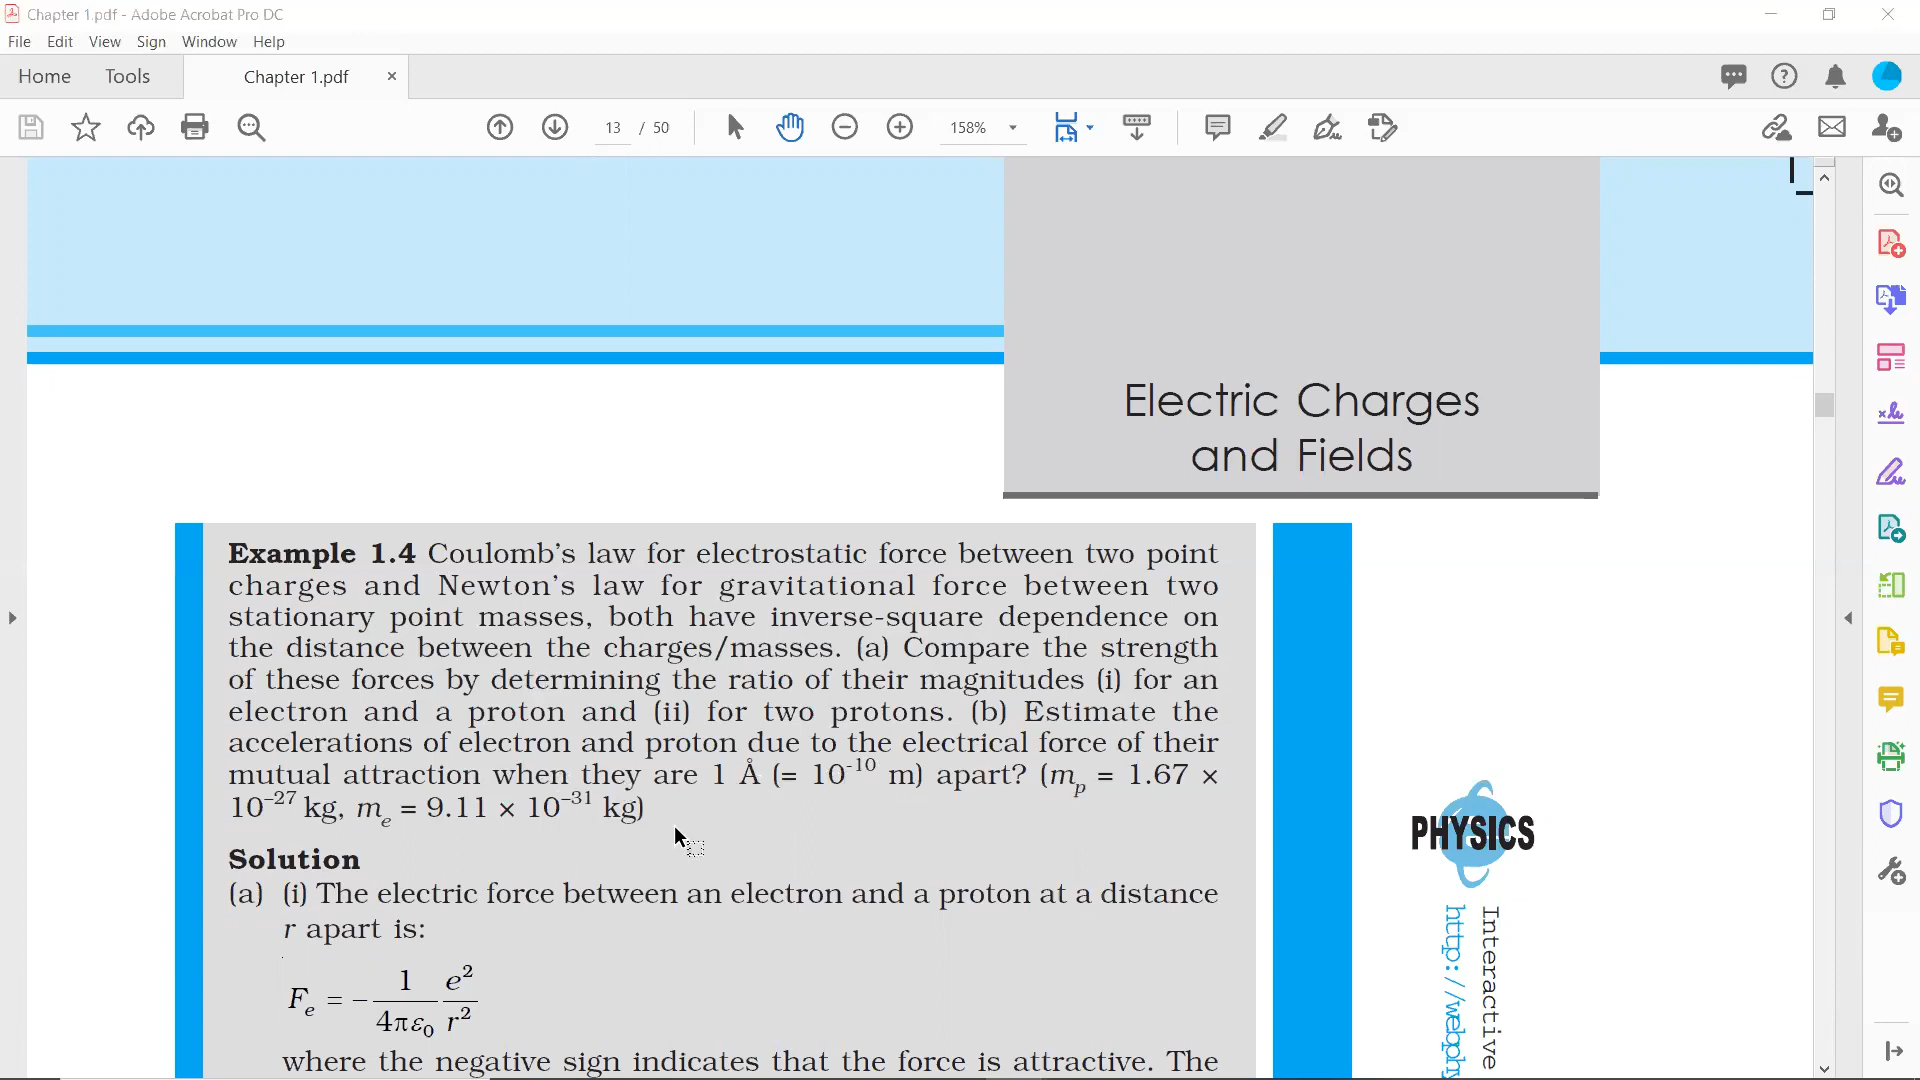 Chapter 1.pdf - Adobe Acrobat Pro DC
File Edit View Sign Window Help
Home Tools Chapter 1.pdf ×
13 / 50 158%
Electric Charges
and Fields
Example 1.4 Coulomb's law for electrostatic force between two point
charges and Newton's law for gravitational force between two
stationary point masses, both have inverse-square dependence on
the distance between the charges/masses. (a) Compare the strength
of these forces by determining the ratio of their magnitudes (i) for an
electron and a proton and (ii) for two protons. (b) Estimate the
accelerations of electron and proton due to the electrical force of their
mutual attraction when they are 1 Å (= 10⁻¹⁰ m) apart? (mₚ = 1.67 ×
10⁻²⁷ kg, mₑ = 9.11 × 10⁻³¹ kg)
Solution
(a) (i) The electric force between an electron and a proton at a distance
r apart is:
Fₑ = − 1/(4πε₀) e²/r²
where the negative sign indicates that the force is attractive. The
PHYSICS
Interactive
http://webphy